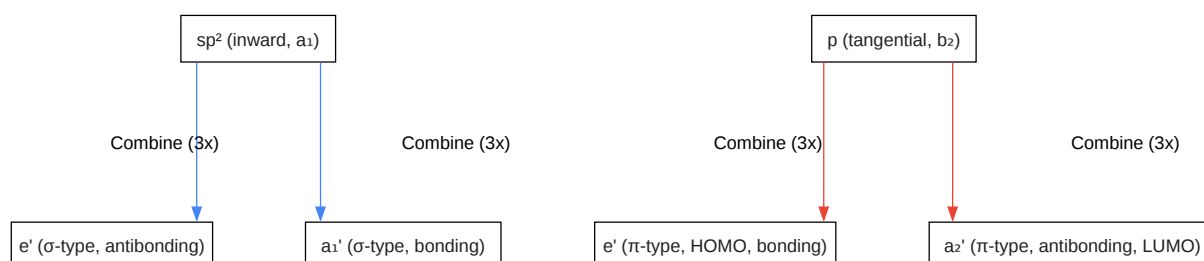 sp² (inward, a₁)
p (tangential, b₂)
Combine (3x)
Combine (3x)
Combine (3x)
Combine (3x)
e' (σ-type, antibonding)
a₁' (σ-type, bonding)
e' (π-type, HOMO, bonding)
a₂' (π-type, antibonding, LUMO)